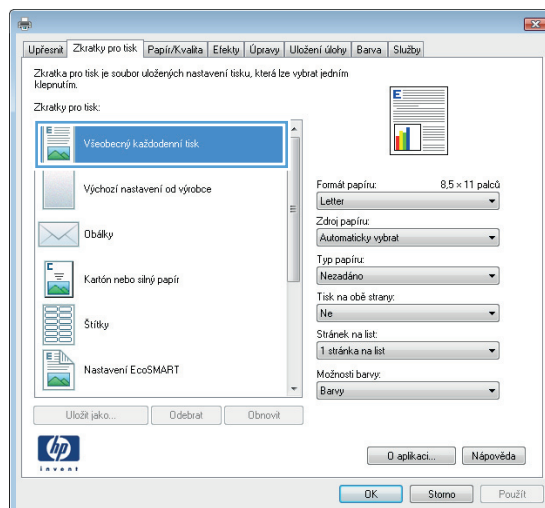 Upřesnit Zkratky pro tisk Papír/Kvalita Efekty Úpravy Uložení úlohy Barva Služby
Zkratka pro tisk je soubor uložených nastavení tisku, která lze vybrat jedním
klepnutím.
Zkratky pro tisk:
Všeobecný každodenní tisk
Výchozí nastavení od výrobce
Obálky
Kartón nebo silný papír
Štítky
Nastavení EcoSMART
Uložit jako... Odebrat Obnovit
Formát papíru: 8,5 × 11 palců
Letter
Zdroj papíru:
Automaticky vybrat
Typ papíru:
Nezadáno
Tisk na obě strany:
Ne
Stránek na list:
1 stránka na list
Možnosti barvy:
Barvy
hp
invent
O aplikaci... Nápověda
OK Storno Použít